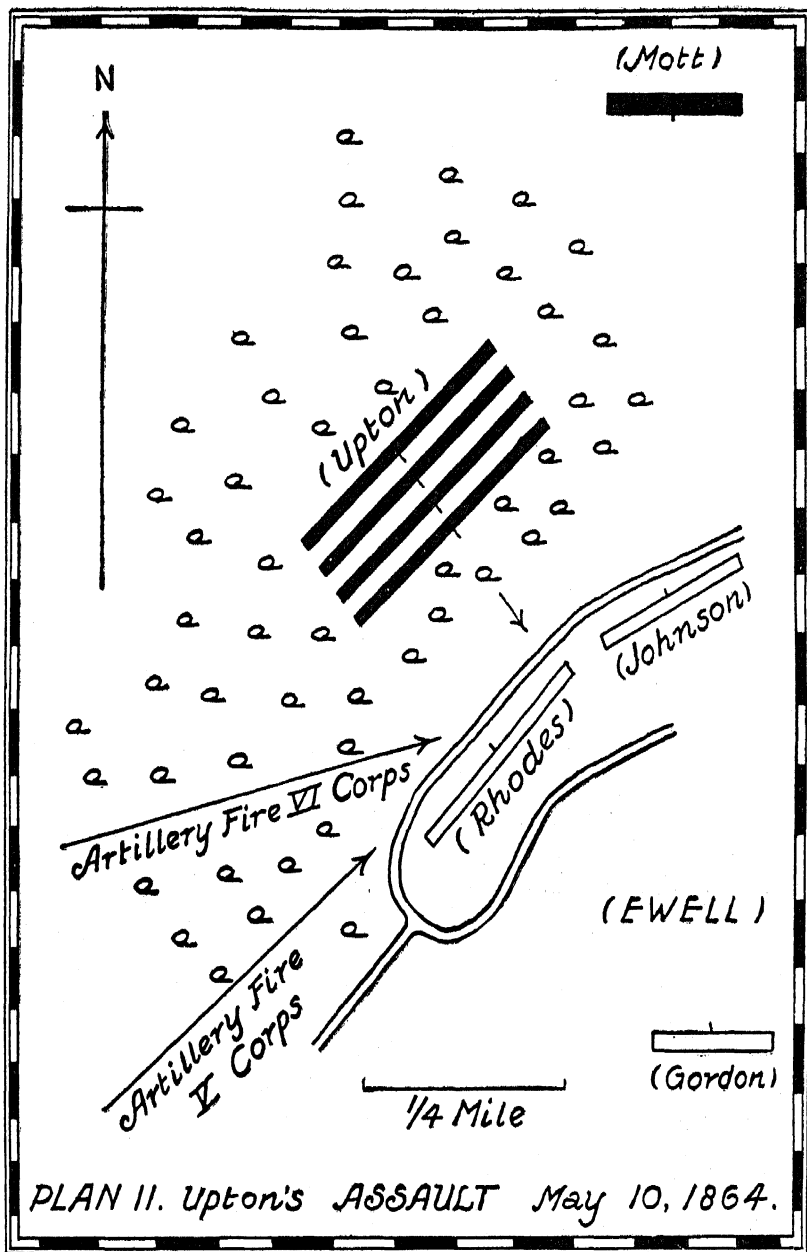 (Mott)
N
(Upton)
(Johnson)
(Rhodes)
Artillery Fire VI Corps
(EWELL)
Artillery Fire
V Corps
(Gordon)
1/4 Mile
PLAN II. Upton's ASSAULT May 10, 1864.